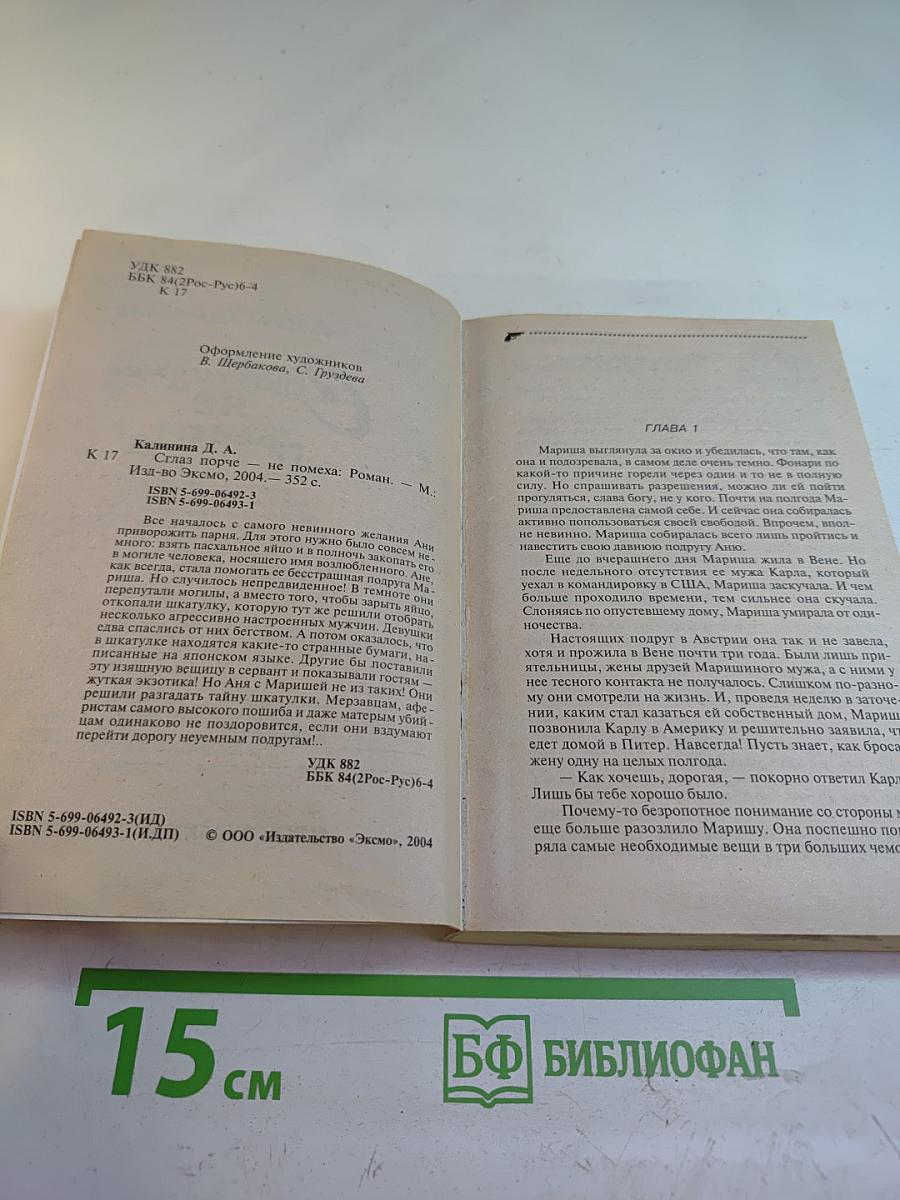 УДК 882
ББК 84(2Рос-Рус)6-4
К 17
Оформление художников
В. Щербакова, С. Груздева
Калинина Д. А.
К 17 Сглаз порче — не помеха: Роман. — М.:
Изд-во Эксмо, 2004.— 352 с.
ISBN 5-699-06492-3
ISBN 5-699-06493-1
Все началось с самого невинного желания Ани
приворожить парня. Для этого нужно было совсем не-
много: взять пасхальное яйцо и в полночь закопать его
в могиле человека, носящего имя возлюбленного. Ане,
как всегда, стала помогать ее бесстрашная подруга Ма-
риша. Но случилось непредвиденное! В темноте они
перепутали могилы, а вместо того, чтобы зарыть яйцо,
откопали шкатулку, которую тут же решили отобрать
несколько агрессивно настроенных мужчин. Девушки
едва спаслись от них бегством. А потом оказалось, что
в шкатулке находятся какие-то странные бумаги, на-
писанные на японском языке. Другие бы поставили
эту изящную вещицу в сервант и показывали гостям —
жуткая экзотика! Но Аня с Маришей не из таких! Они
решили разгадать тайну шкатулки. Мерзавцам, афе-
ристам самого высокого пошиба и даже матерым убий-
цам одинаково не поздоровится, если они вздумают
перейти дорогу неуемным подругам!..
УДК 882
ББК 84(2Рос-Рус)6-4
ISBN 5-699-06492-3(ИД)
ISBN 5-699-06493-1(И.ДП)
© ООО «Издательство «Эксмо», 2004
ГЛАВА 1
Мариша выглянула за окно и убедилась, что там, как
она и подозревала, в самом деле очень темно. Фонари по
какой-то причине горели через один и то не в полную
силу. Но спрашивать разрешения, можно ли ей пойти
прогуляться, слава богу, не у кого. Почти на полгода Ма-
риша предоставлена самой себе. И сейчас она собиралась
активно попользоваться своей свободой. Впрочем, впол-
не невинно. Мариша собиралась всего лишь пройтись и
навестить свою давнюю подругу Аню.
Еще до вчерашнего дня Мариша жила в Вене. Но
после недельного отсутствия ее мужа Карла, который
уехал в командировку в США, Мариша заскучала. И чем
больше проходило времени, тем сильнее она скучала.
Слоняясь по опустевшему дому, Мариша умирала от оди-
ночества.
Настоящих подруг в Австрии она так и не завела,
хотя и прожила в Вене почти три года. Были лишь при-
ятельницы, жены друзей Маришиного мужа, а с ними у
нее тесного контакта не получалось. Слишком по-разно-
му они смотрели на жизнь. И, проведя неделю в заточе-
нии, каким стал казаться ей собственный дом, Мариш
позвонила Карлу в Америку и решительно заявила, чт
едет домой в Питер. Навсегда! Пусть знает, как броса
жену одну на целых полгода.
— Как хочешь, дорогая, — покорно ответил Карл
Лишь бы тебе хорошо было.
Почему-то безропотное понимание со стороны м
еще больше разозлило Маришу. Она поспешно по
ряла самые необходимые вещи в три больших чемо
15 см
БФ БИБЛИОФАН